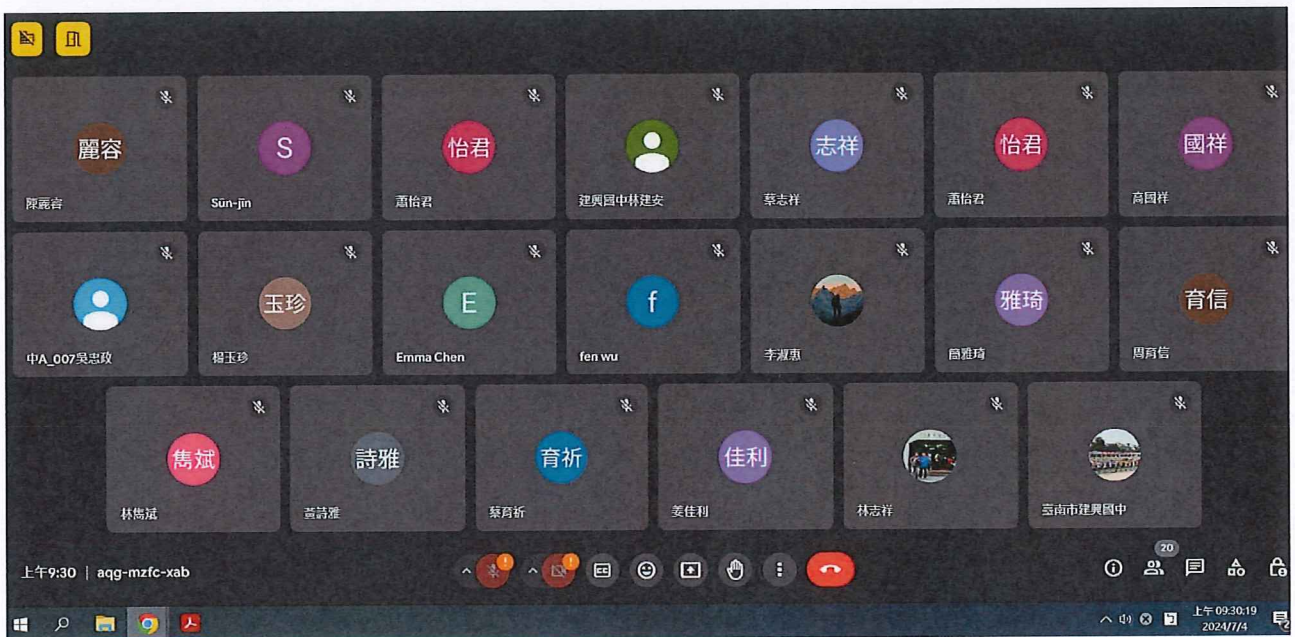 麗容
S
怡君
志祥
怡君
國祥
陳麗容
Sūn-jīn
蕭怡君
建興國中林建安
蔡志祥
蕭怡君
高國祥
玉珍
E
f
雅琦
育信
中A_007吳忠政
楊玉珍
Emma Chen
fen wu
李淑惠
簡雅琦
周育信
雋斌
詩雅
育祈
佳利
林雋斌
詩雅
蔡育祈
姜佳利
林志祥
臺南市建興國中
上午9:30 | aqg-mzfc-xab
CC
20
上午 09:30:19
2024/7/4
2